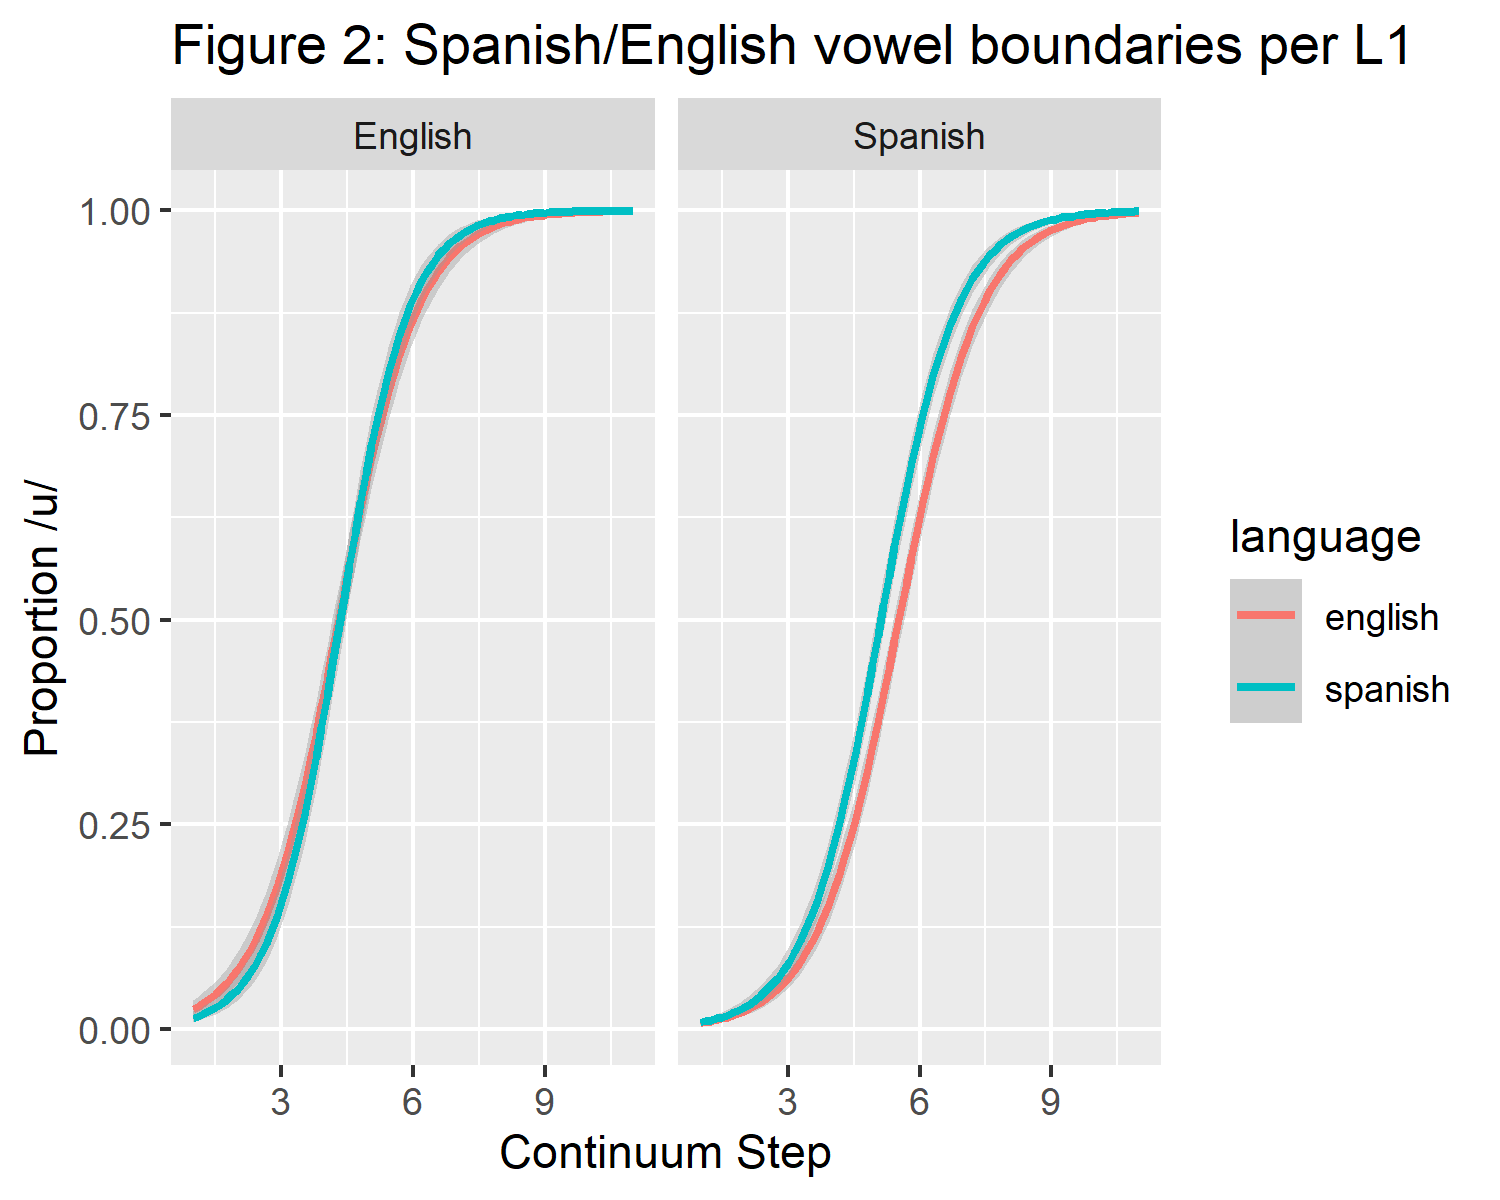 Figure 2: Spanish/English vowel boundaries per L1
English
Spanish
1.00
0.75
0.50
0.25
0.00
Proportion /u/
3
6
9
3
6
9
Continuum Step
language
english
spanish